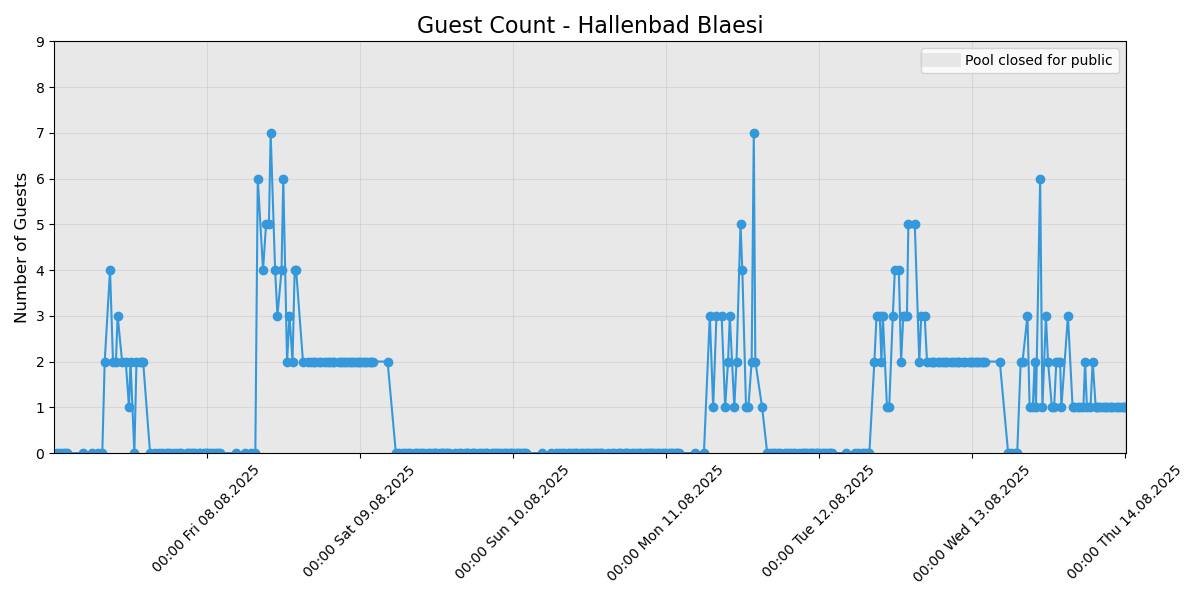 Guest Count - Hallenbad Blaesi
Pool closed for public
Number of Guests
9
8
7
6
5
4
3
2
1
0
00:00 Fri 08.08.2025
00:00 Sat 09.08.2025
00:00 Sun 10.08.2025
00:00 Mon 11.08.2025
00:00 Tue 12.08.2025
00:00 Wed 13.08.2025
00:00 Thu 14.08.2025